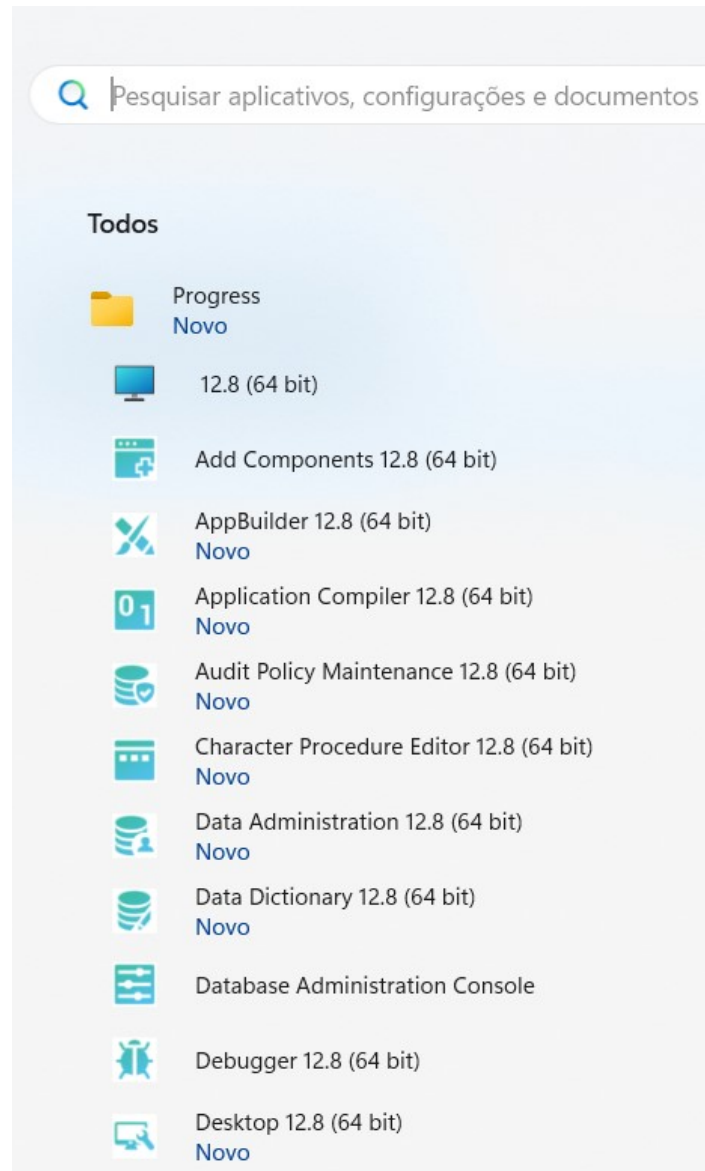 Pesquisar aplicativos, configurações e documentos
Todos
Progress
Novo
12.8 (64 bit)
Add Components 12.8 (64 bit)
AppBuilder 12.8 (64 bit)
Novo
Application Compiler 12.8 (64 bit)
Novo
Audit Policy Maintenance 12.8 (64 bit)
Novo
Character Procedure Editor 12.8 (64 bit)
Novo
Data Administration 12.8 (64 bit)
Novo
Data Dictionary 12.8 (64 bit)
Novo
Database Administration Console
Debugger 12.8 (64 bit)
Desktop 12.8 (64 bit)
Novo